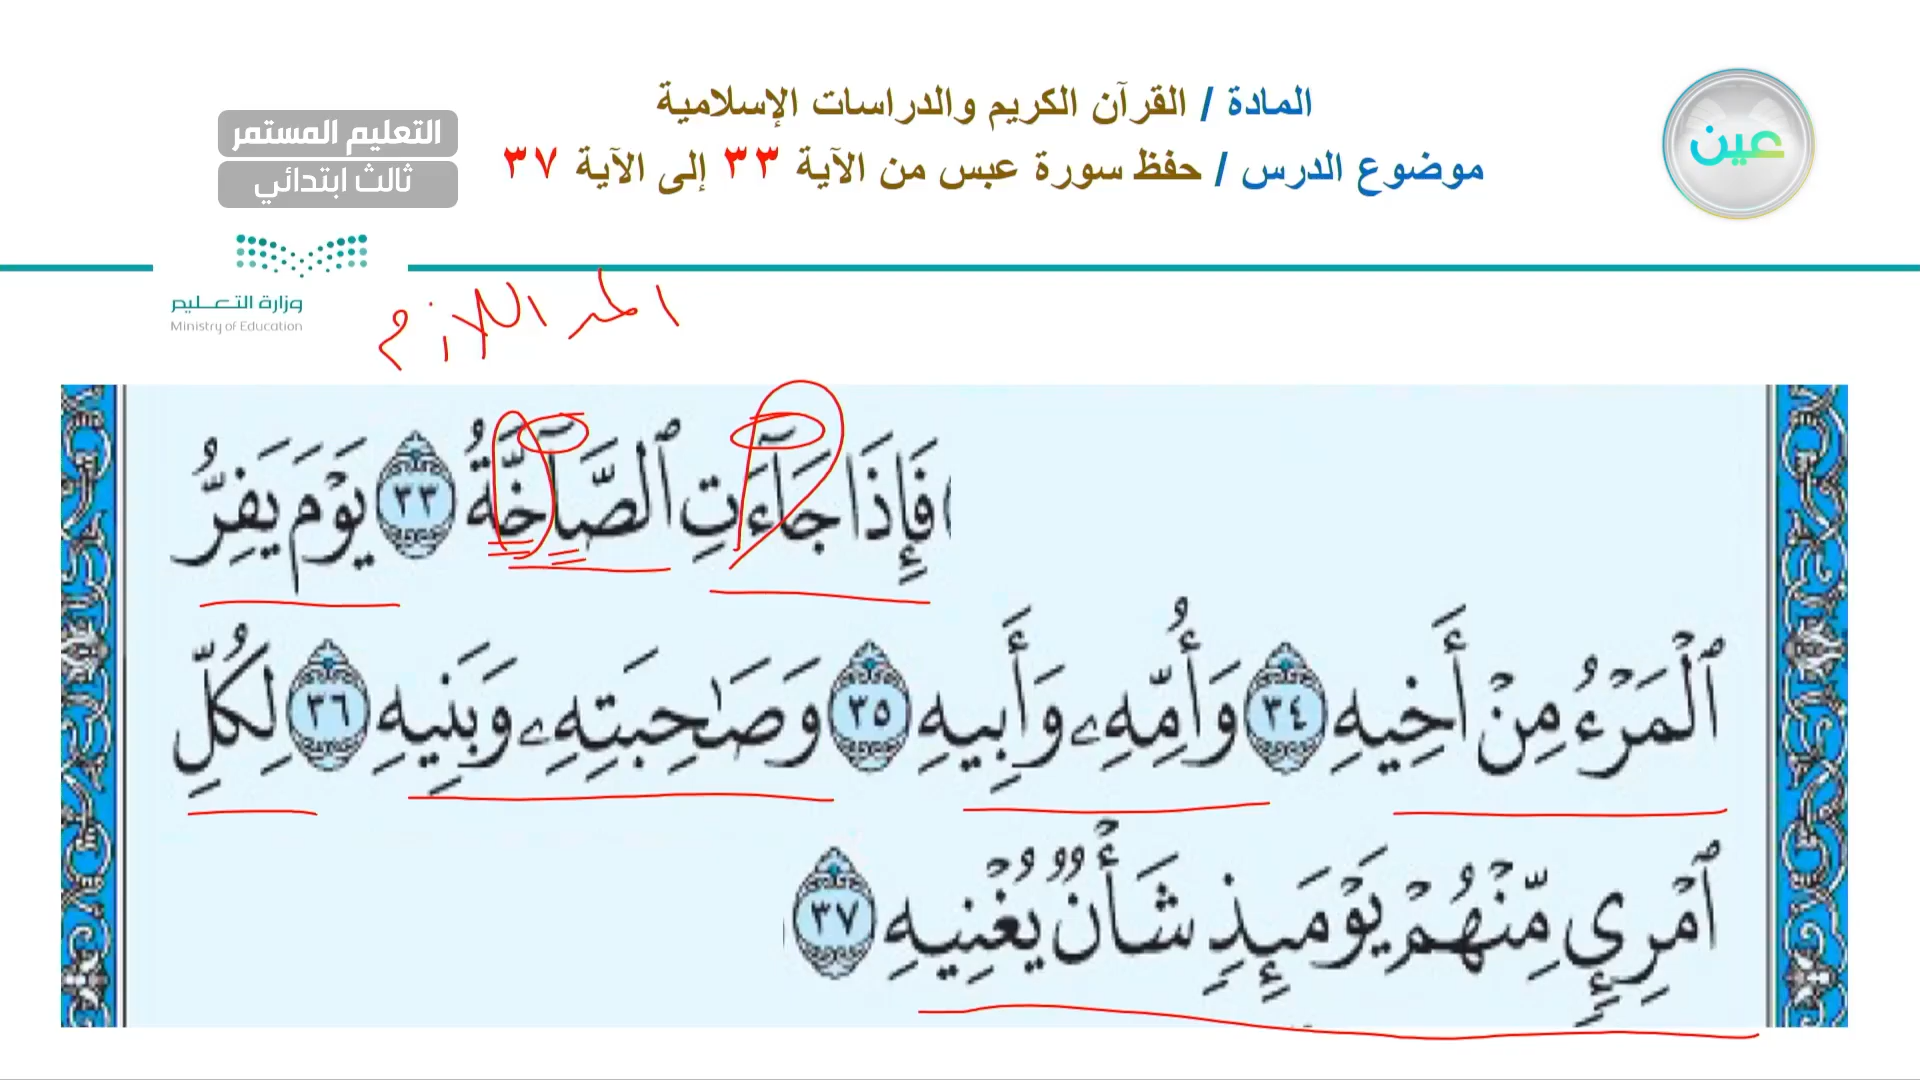 المادة / القرآن الكريم والدراسات الإسلامية
موضوع الدرس / حفظ سورة عبس من الآية ٣٣ إلى الآية ٣٧
عين
التعليم المستمر
ثالث ابتدائي
وزارة التعليم
Ministry of Education
المد اللازم
فَإِذَا جَآءَتِ ٱلصَّآخَّةُ ٣٣ يَوْمَ يَفِرُّ
ٱلْمَرْءُ مِنْ أَخِيهِ ٣٤ وَأُمِّهِۦ وَأَبِيهِ ٣٥ وَصَٰحِبَتِهِۦ وَبَنِيهِ ٣٦ لِكُلِّ
ٱمْرِئٍ مِّنْهُمْ يَوْمَئِذٍ شَأْنٌ يُغْنِيهِ ٣٧